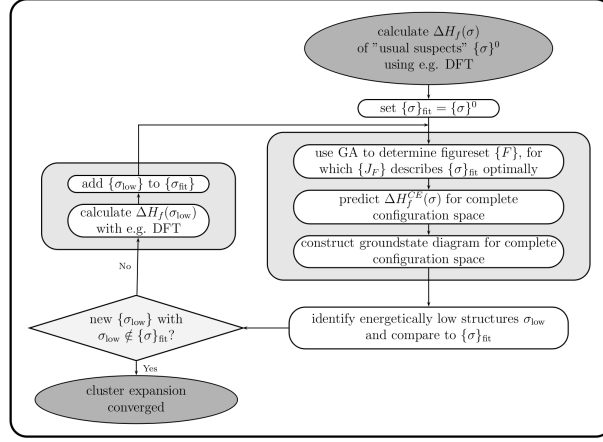 calculate ΔH_f(σ)
of "usual suspects" {σ}^0
using e.g. DFT
set {σ}_fit = {σ}^0
use GA to determine figureset {F}, for
which {J_F} describes {σ}_fit optimally
predict ΔH_f^{CE}(σ) for complete
configuration space
construct groundstate diagram for complete
configuration space
identify energetically low structures σ_low
and compare to {σ}_fit
new {σ_low} with
σ_low ∉ {σ}_fit?
No
calculate ΔH_f(σ_low)
with e.g. DFT
add {σ_low} to {σ_fit}
Yes
cluster expansion
converged